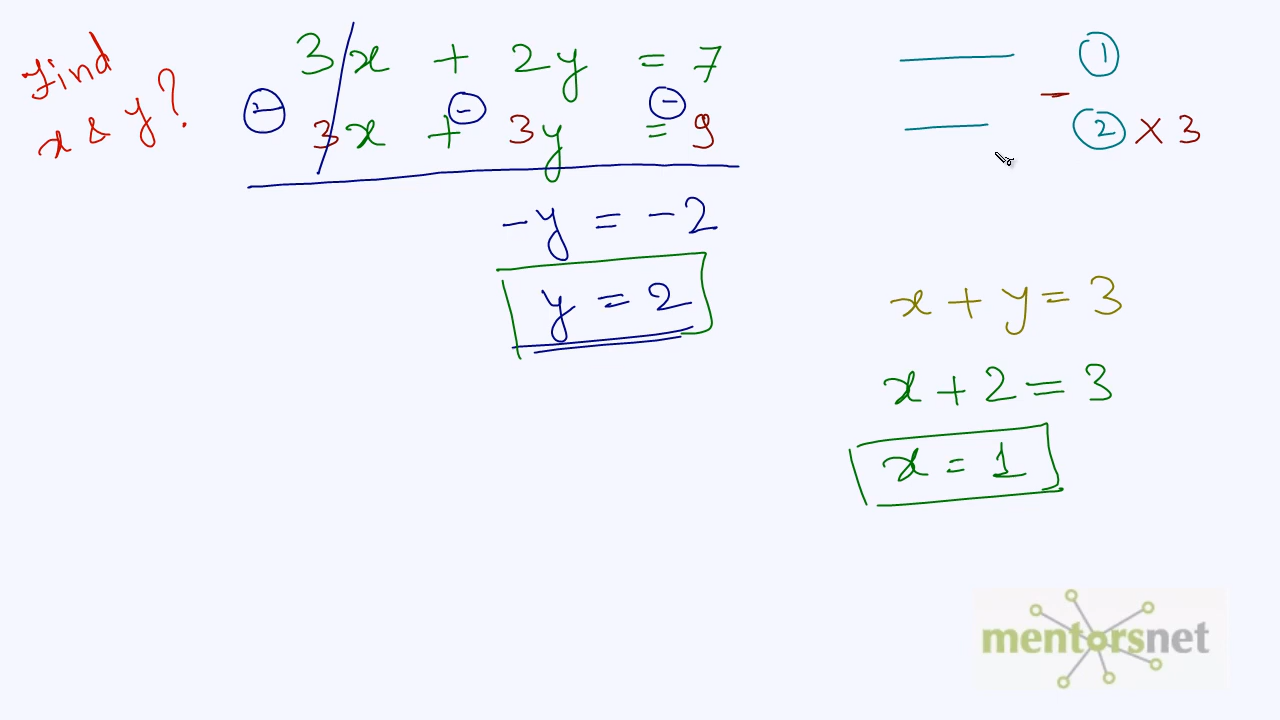 find
x & y?
3x + 2y = 7 ——— ①
−
⊖ 3x +⊖ 3y =⊖ 9 ——— ② × 3
-y = -2
y = 2
x + y = 3
x + 2 = 3
x = 1
mentorsnet